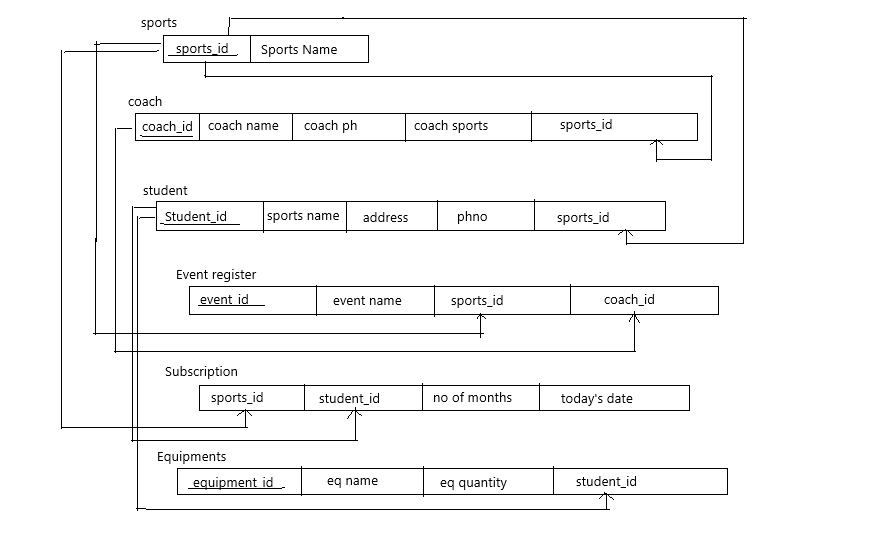 sports
sports_id Sports Name
coach
coach_id coach name coach ph coach sports sports_id
student
Student_id sports name address phno sports_id
Event register
event_id event name sports_id coach_id
Subscription
sports_id student_id no of months today's date
Equipments
equipment_id eq name eq quantity student_id